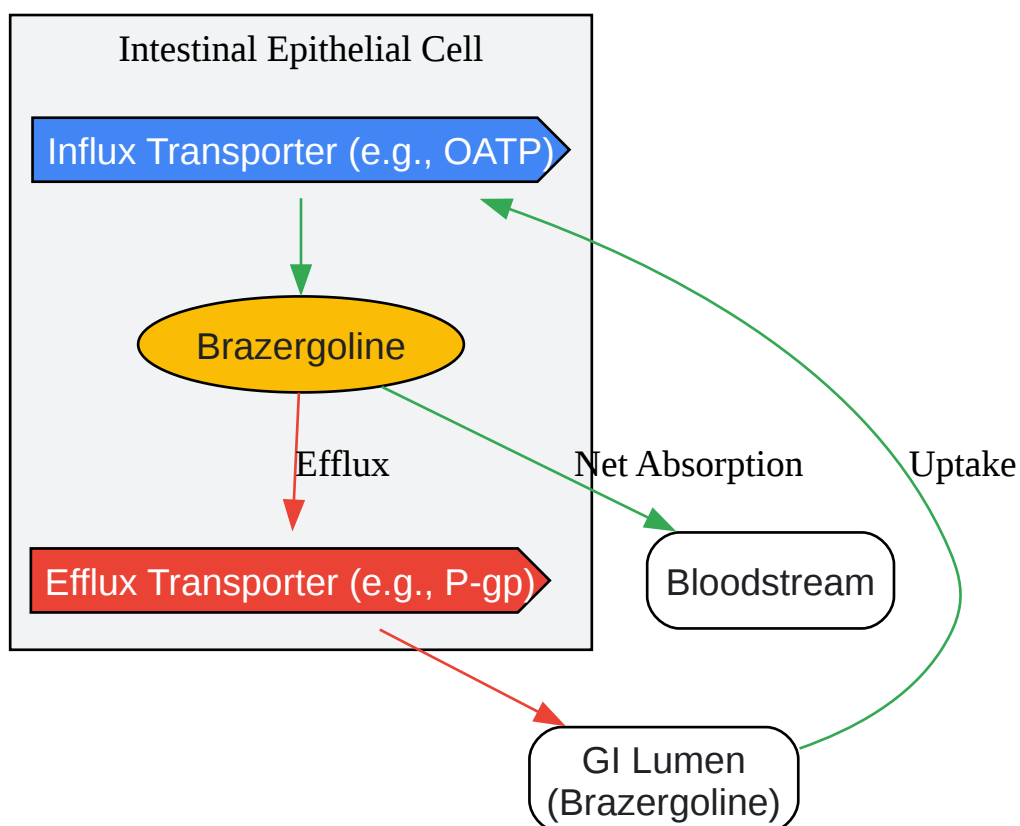 Intestinal Epithelial Cell
Influx Transporter (e.g., OATP)
Brazergoline
Efflux
Net Absorption
Uptake
Efflux Transporter (e.g., P-gp)
Bloodstream
GI Lumen
(Brazergoline)